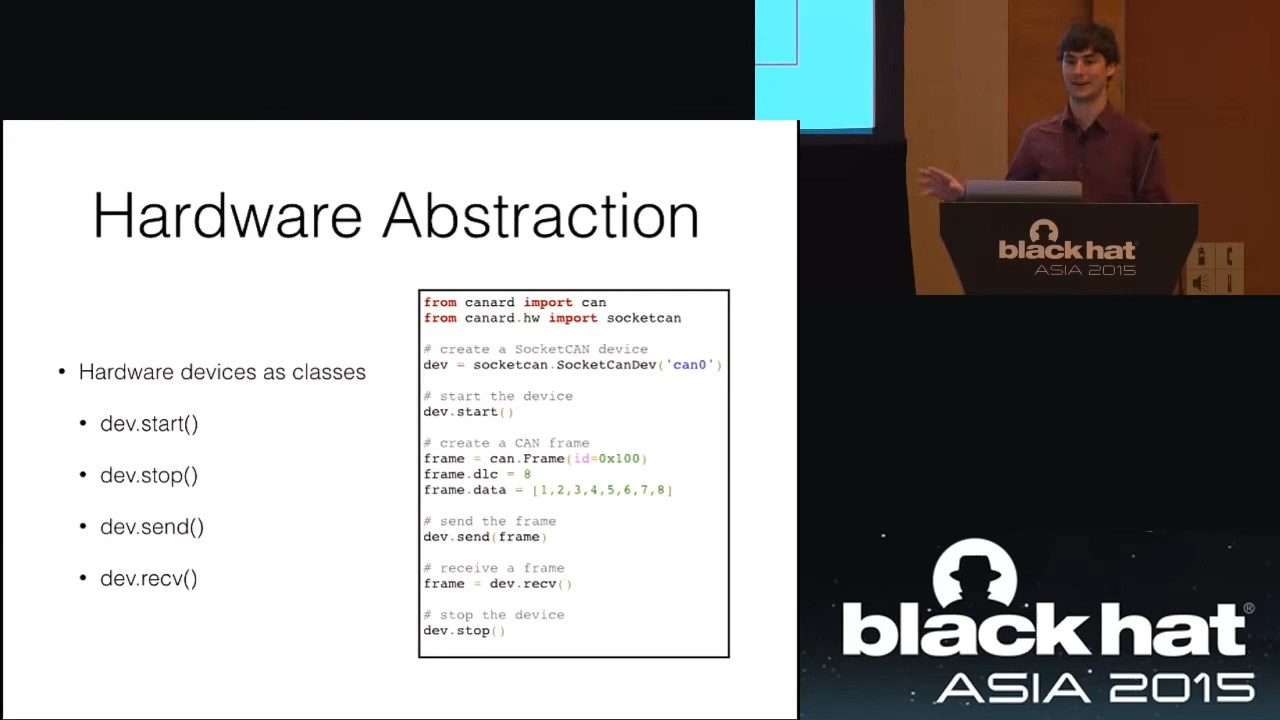 Hardware Abstraction
• Hardware devices as classes
• dev.start()
• dev.stop()
• dev.send()
• dev.recv()
from canard import can
from canard.hw import socketcan
# create a SocketCAN device
dev = socketcan.SocketCanDev('can0')
# start the device
dev.start()
# create a CAN frame
frame = can.Frame(id=0x100)
frame.dlc = 8
frame.data = [1,2,3,4,5,6,7,8]
# send the frame
dev.send(frame)
# receive a frame
frame = dev.recv()
# stop the device
dev.stop()
black hat
ASIA 2015
black hat®
ASIA 2015